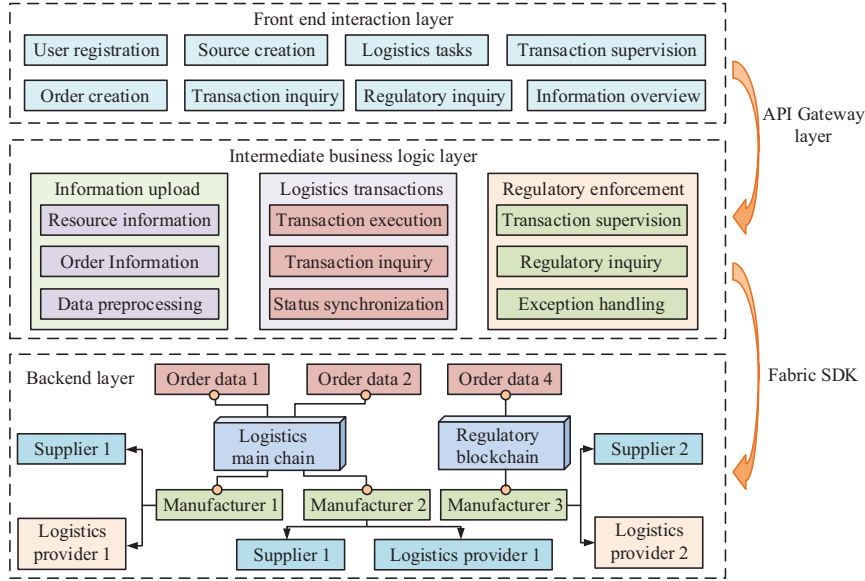 Front end interaction layer
User registration
Source creation
Logistics tasks
Transaction supervision
Order creation
Transaction inquiry
Regulatory inquiry
Information overview
API Gateway
layer
Intermediate business logic layer
Information upload
Resource information
Order Information
Data preprocessing
Logistics transactions
Transaction execution
Transaction inquiry
Status synchronization
Regulatory enforcement
Transaction supervision
Regulatory inquiry
Exception handling
Fabric SDK
Backend layer
Order data 1
Order data 2
Order data 4
Logistics
main chain
Regulatory
blockchain
Supplier 1
Supplier 2
Manufacturer 1
Manufacturer 2
Manufacturer 3
Logistics
provider 1
Supplier 1
Logistics provider 1
Logistics
provider 2